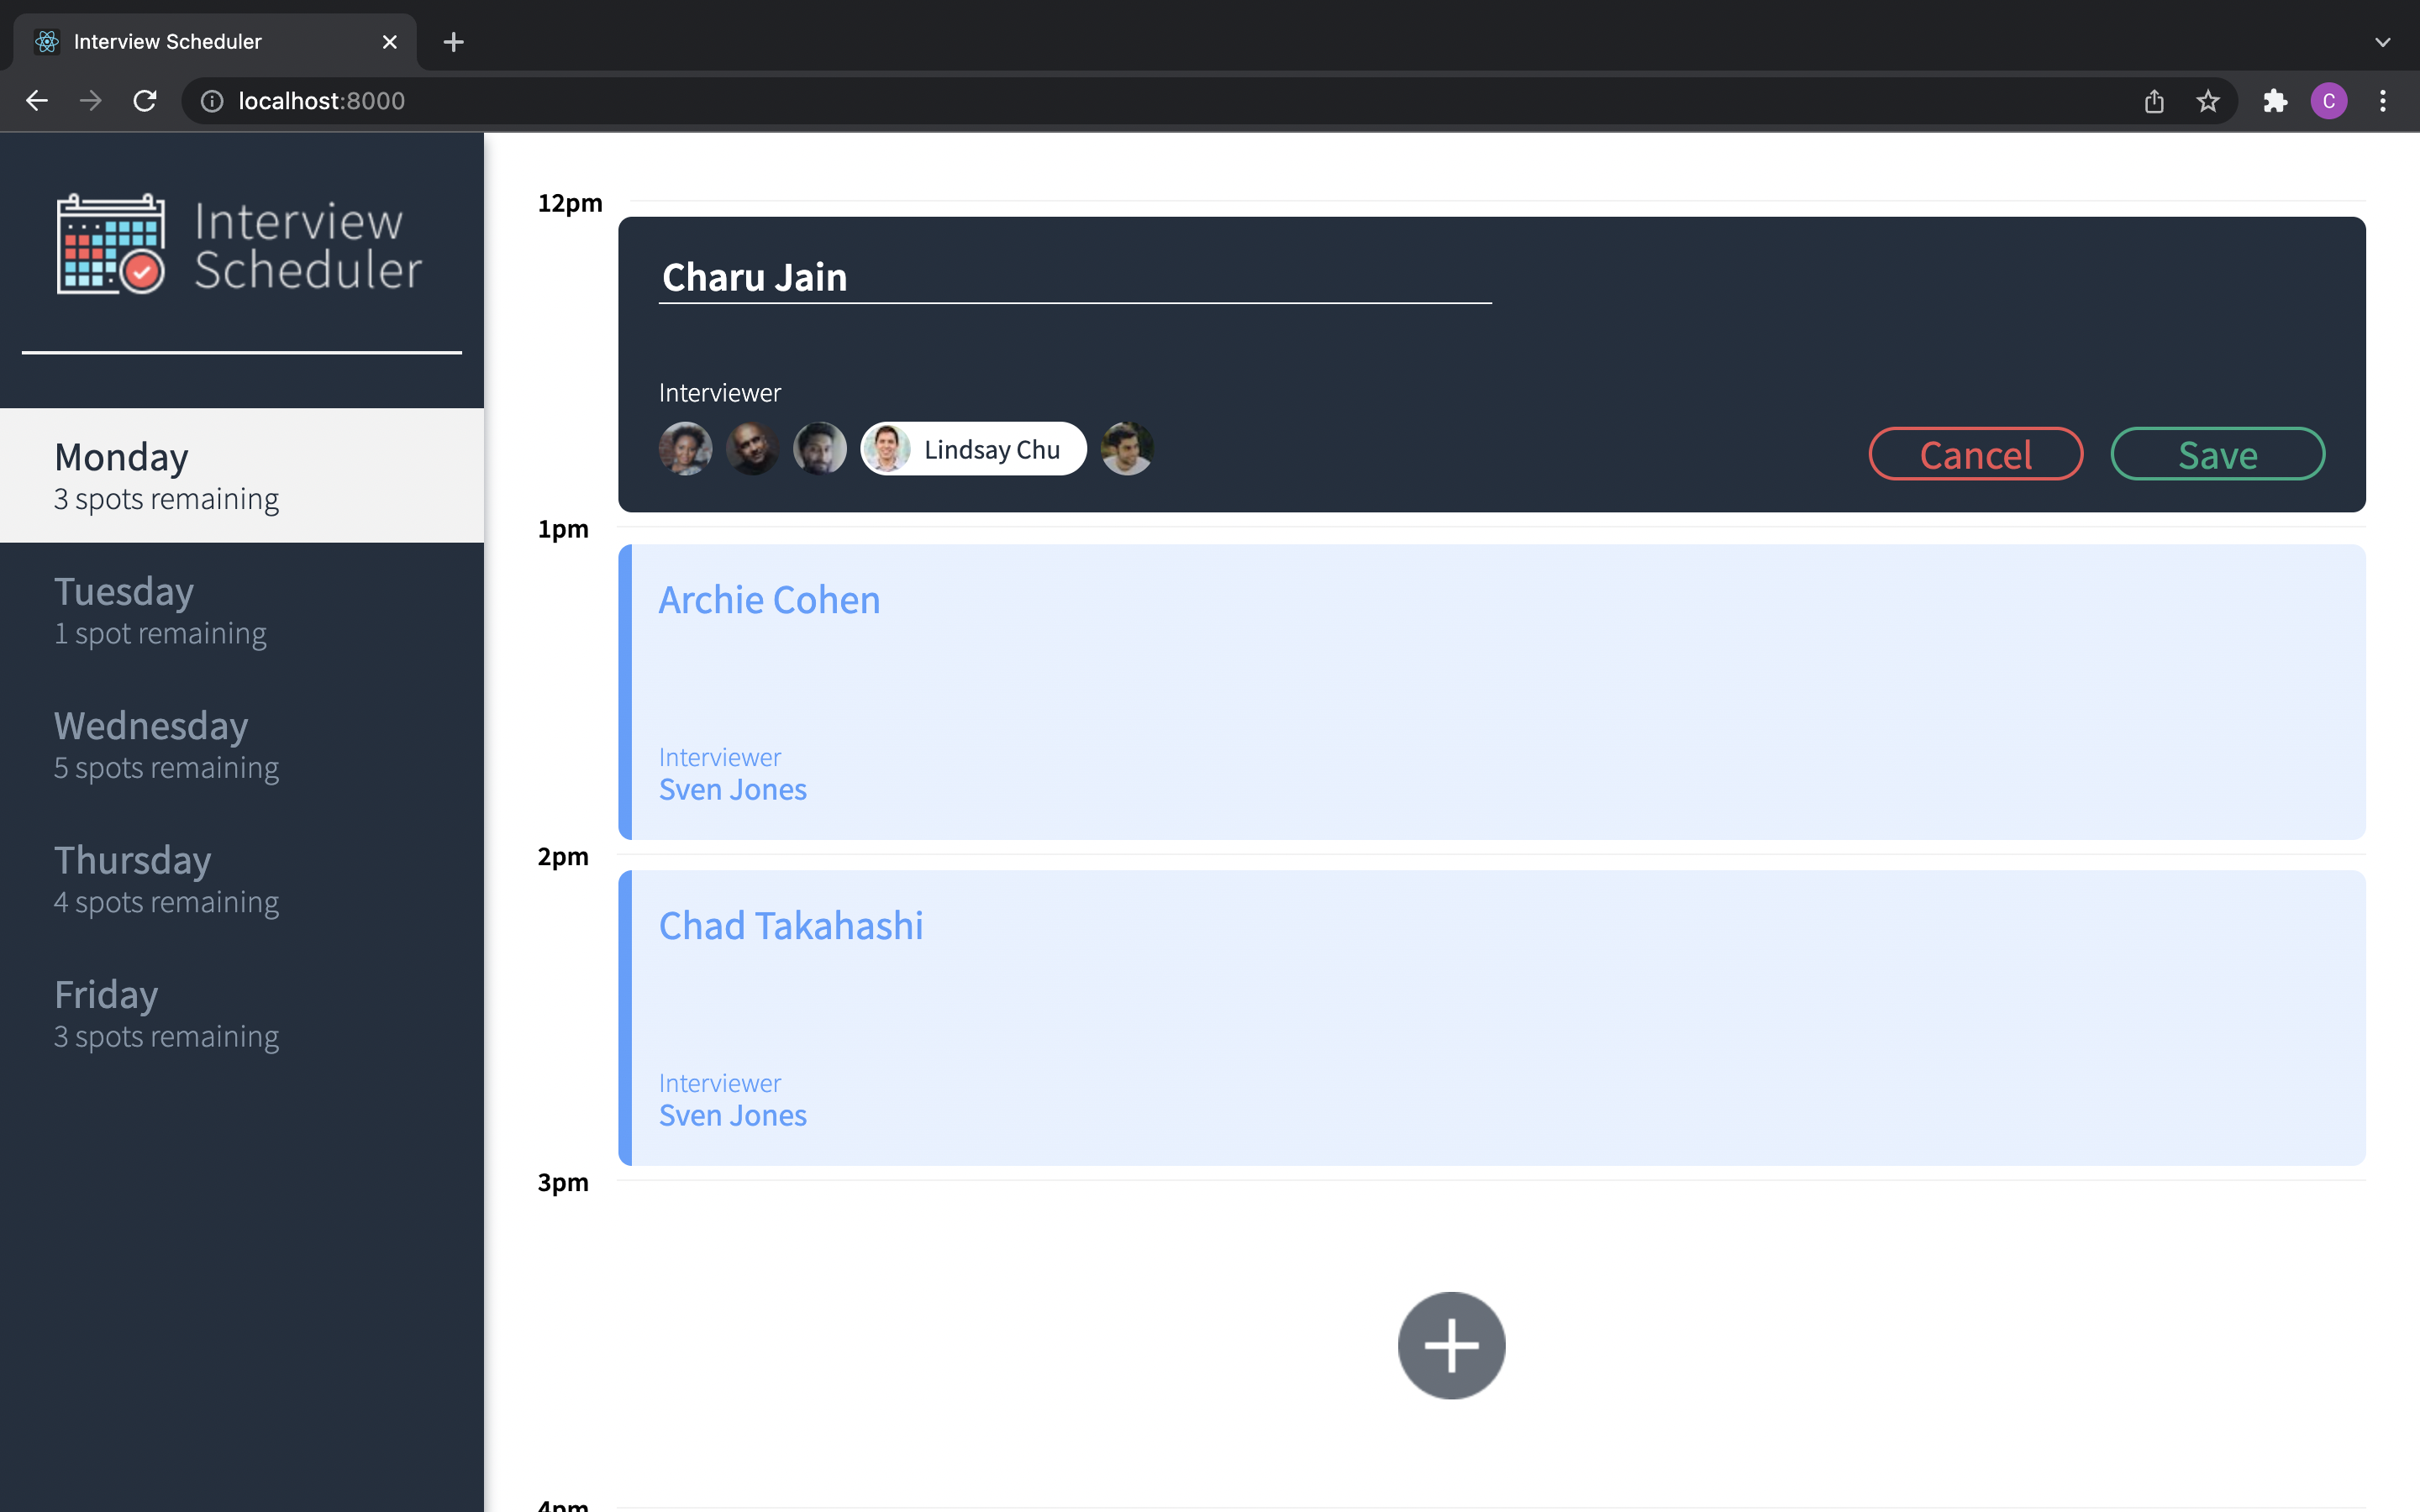 Interview Scheduler
localhost:8000
C
Interview
Scheduler
Monday
3 spots remaining
Tuesday
1 spot remaining
Wednesday
5 spots remaining
Thursday
4 spots remaining
Friday
3 spots remaining
12pm
Charu Jain
Interviewer
Lindsay Chu
Cancel
Save
1pm
Archie Cohen
Interviewer
Sven Jones
2pm
Chad Takahashi
Interviewer
Sven Jones
3pm
4pm